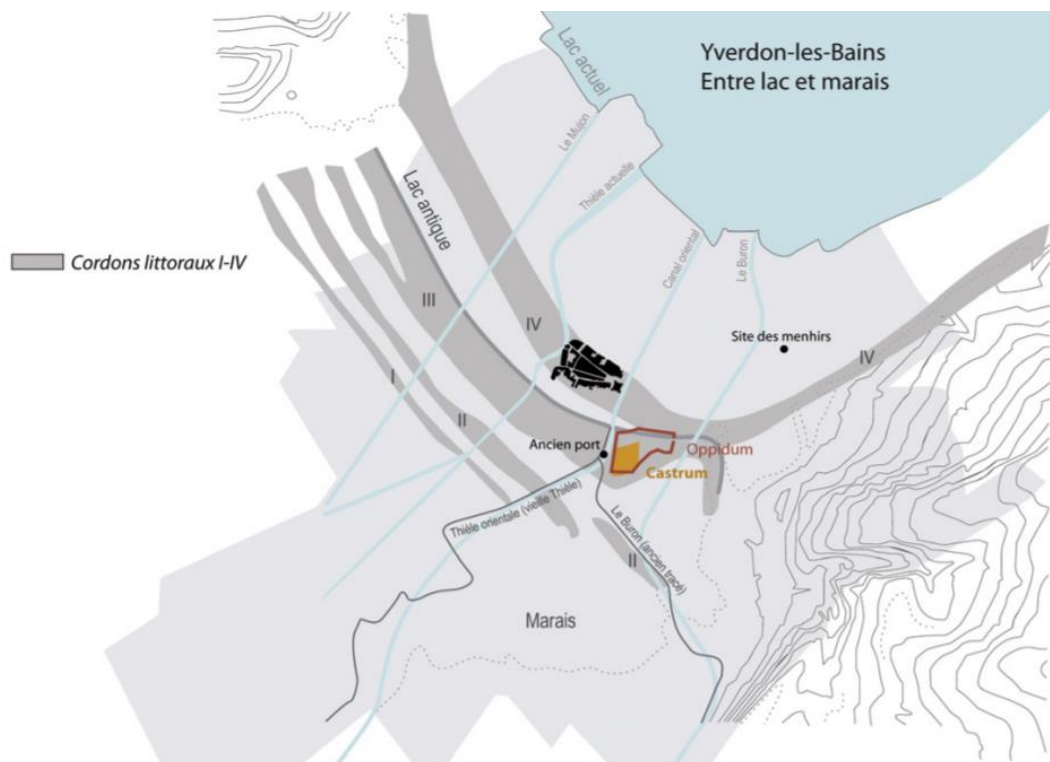 Yverdon-les-Bains
Entre lac et marais
Lac actuel
Le Mujon
Thièle actuelle
Lac antique
Canal oriental
Le Buron
Cordons littoraux I-IV
III
IV
Site des menhirs
IV
I
II
Ancien port
Oppidum
Castrum
Thièle orientale (vieille Thièle)
Le Buron (ancien tracé)
II
Marais